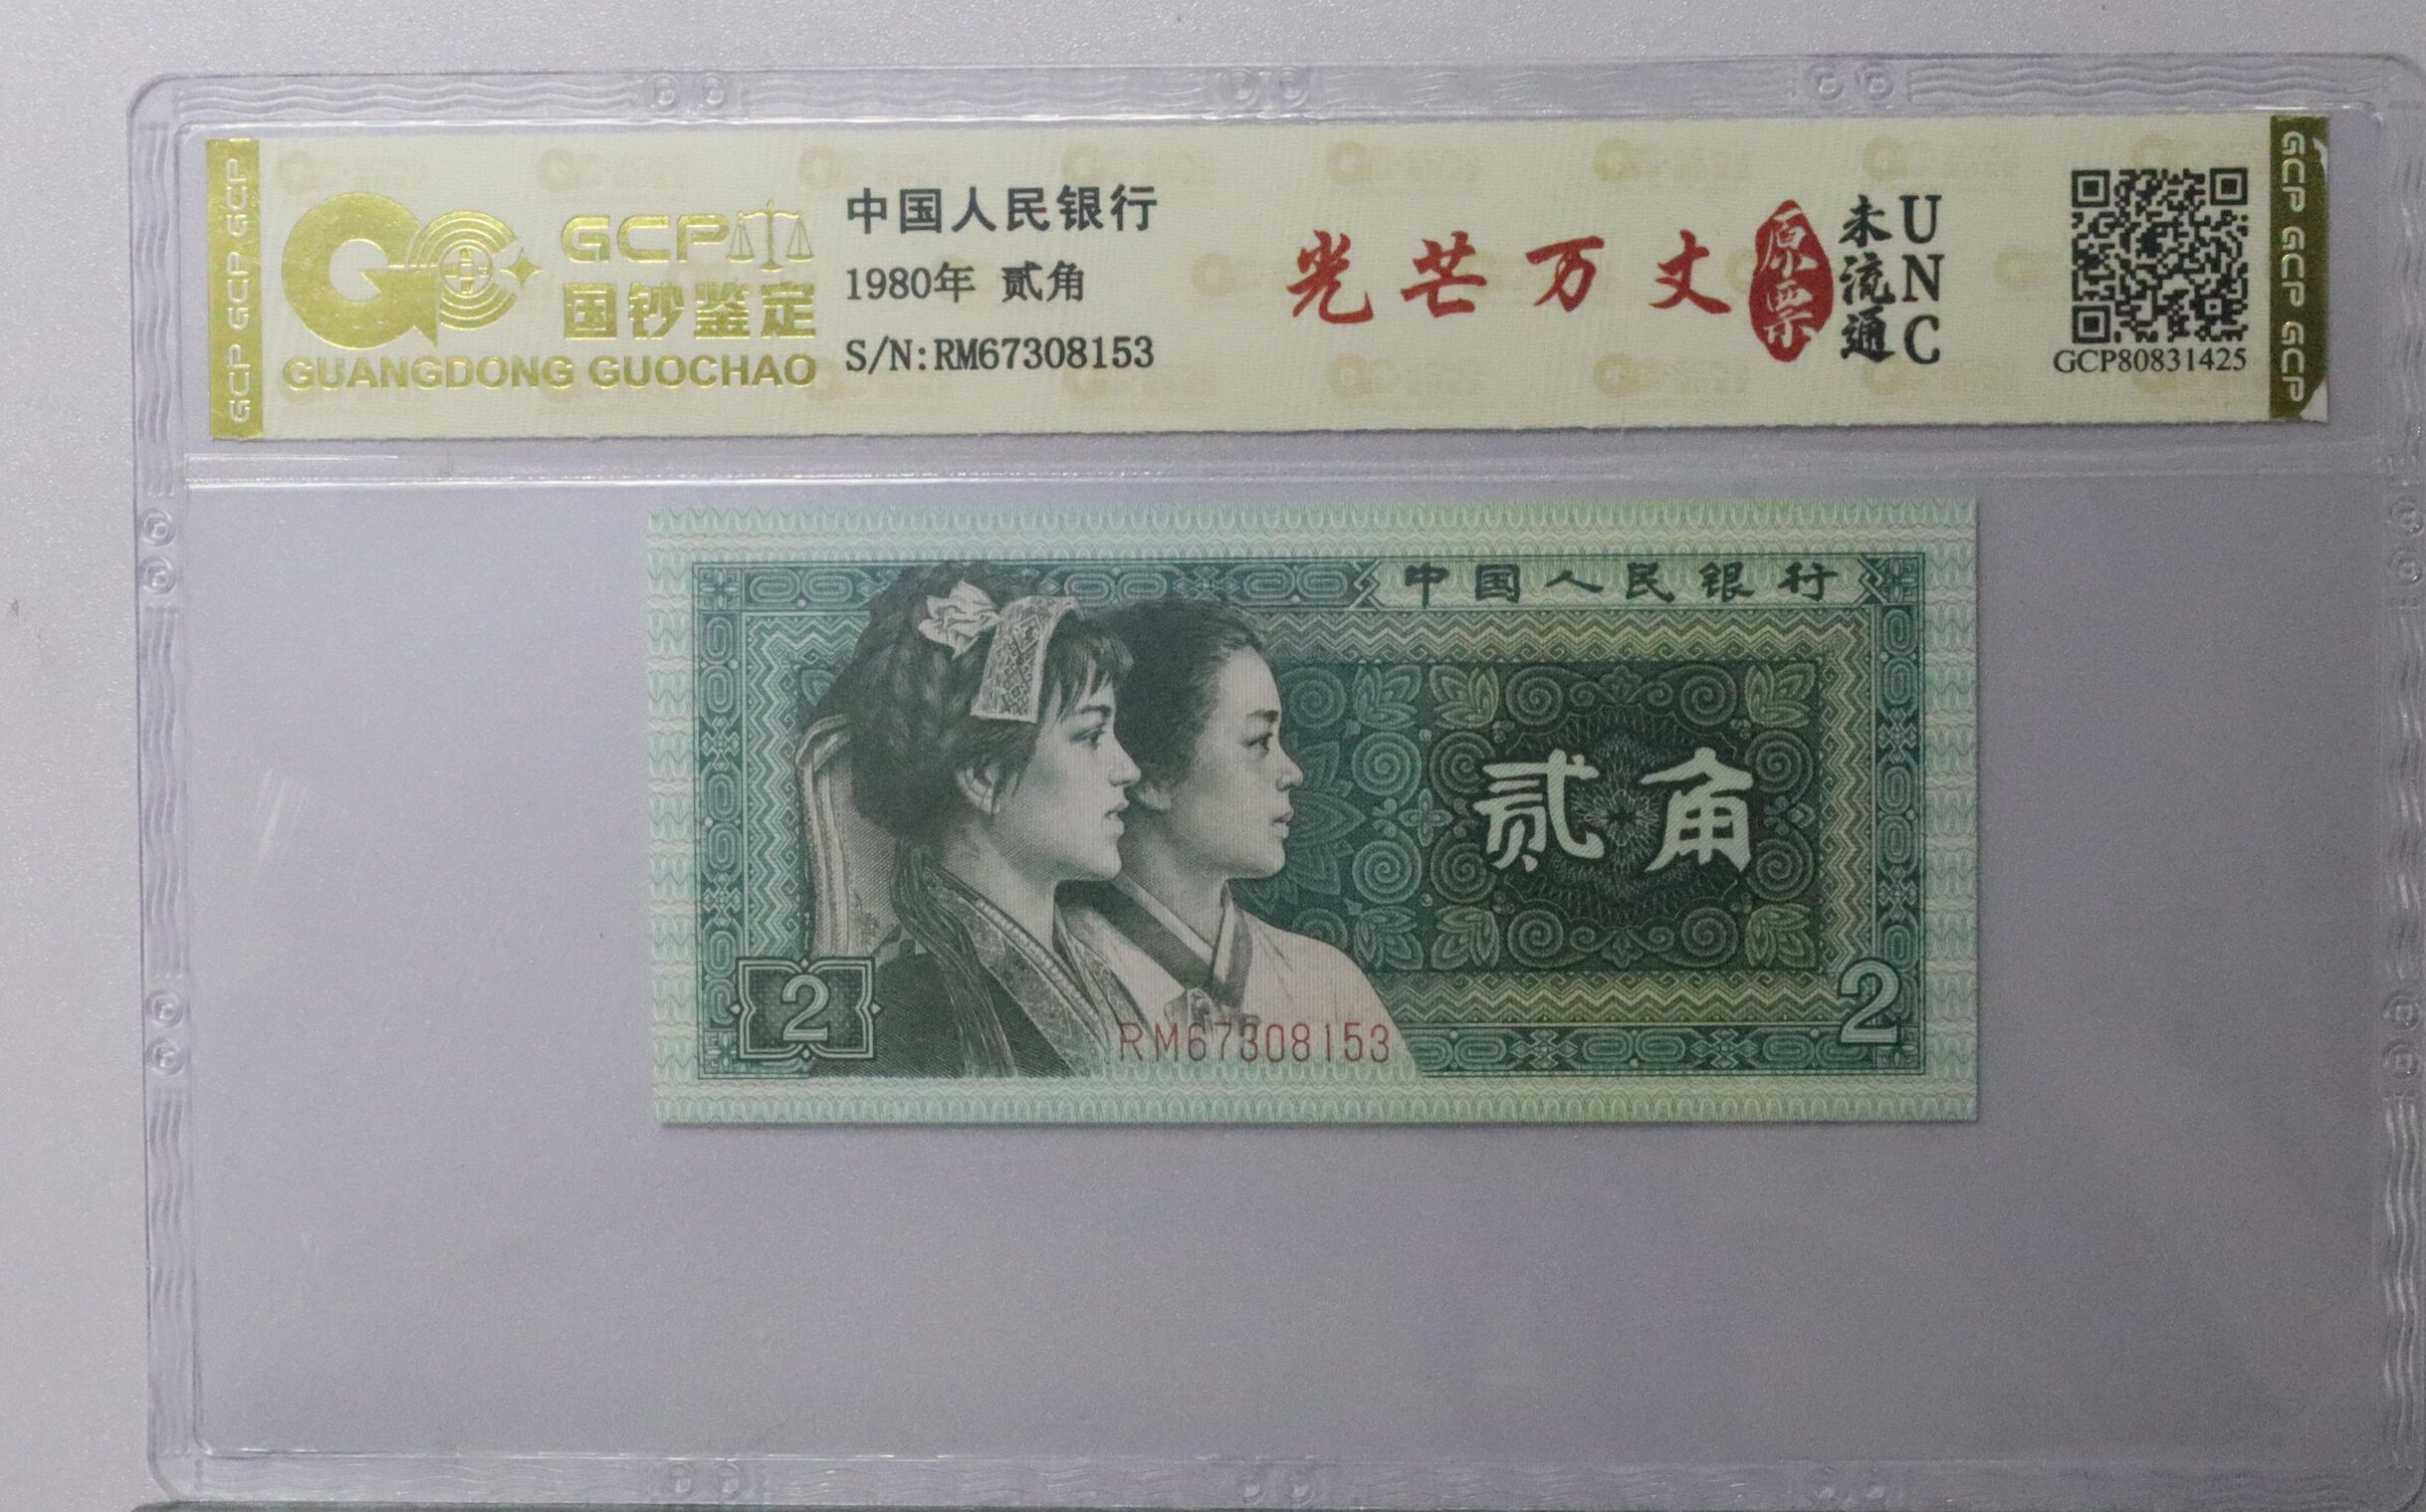 GCP GCP GCP
GCP
国钞鉴定
GUANGDONG GUOCHAO
中国人民银行
1980年 贰角
S/N:RM67308153
光芒万丈
原票
未流通
UNC
GCP80831425
GCP GCP GCP
中国人民银行
贰角
2
2
RM67308153